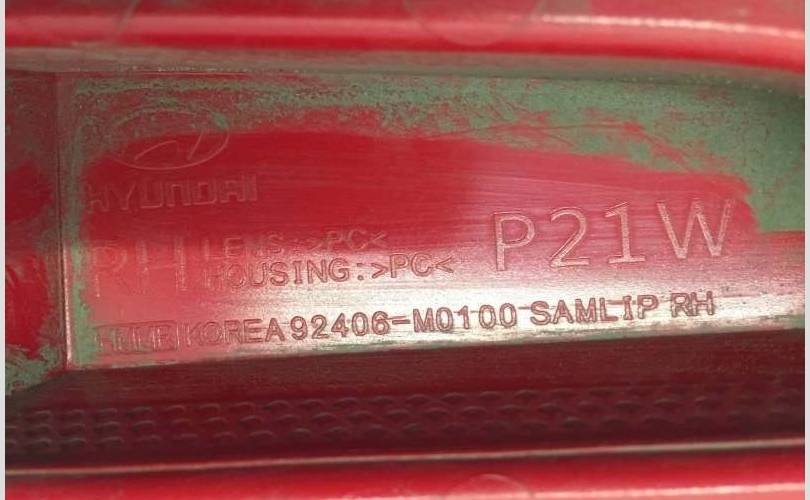 HYUNDAI
RH
LENS:>PC<
HOUSING:>PC<
P21W
KOREA 92406-M0100 SAMLIP RH